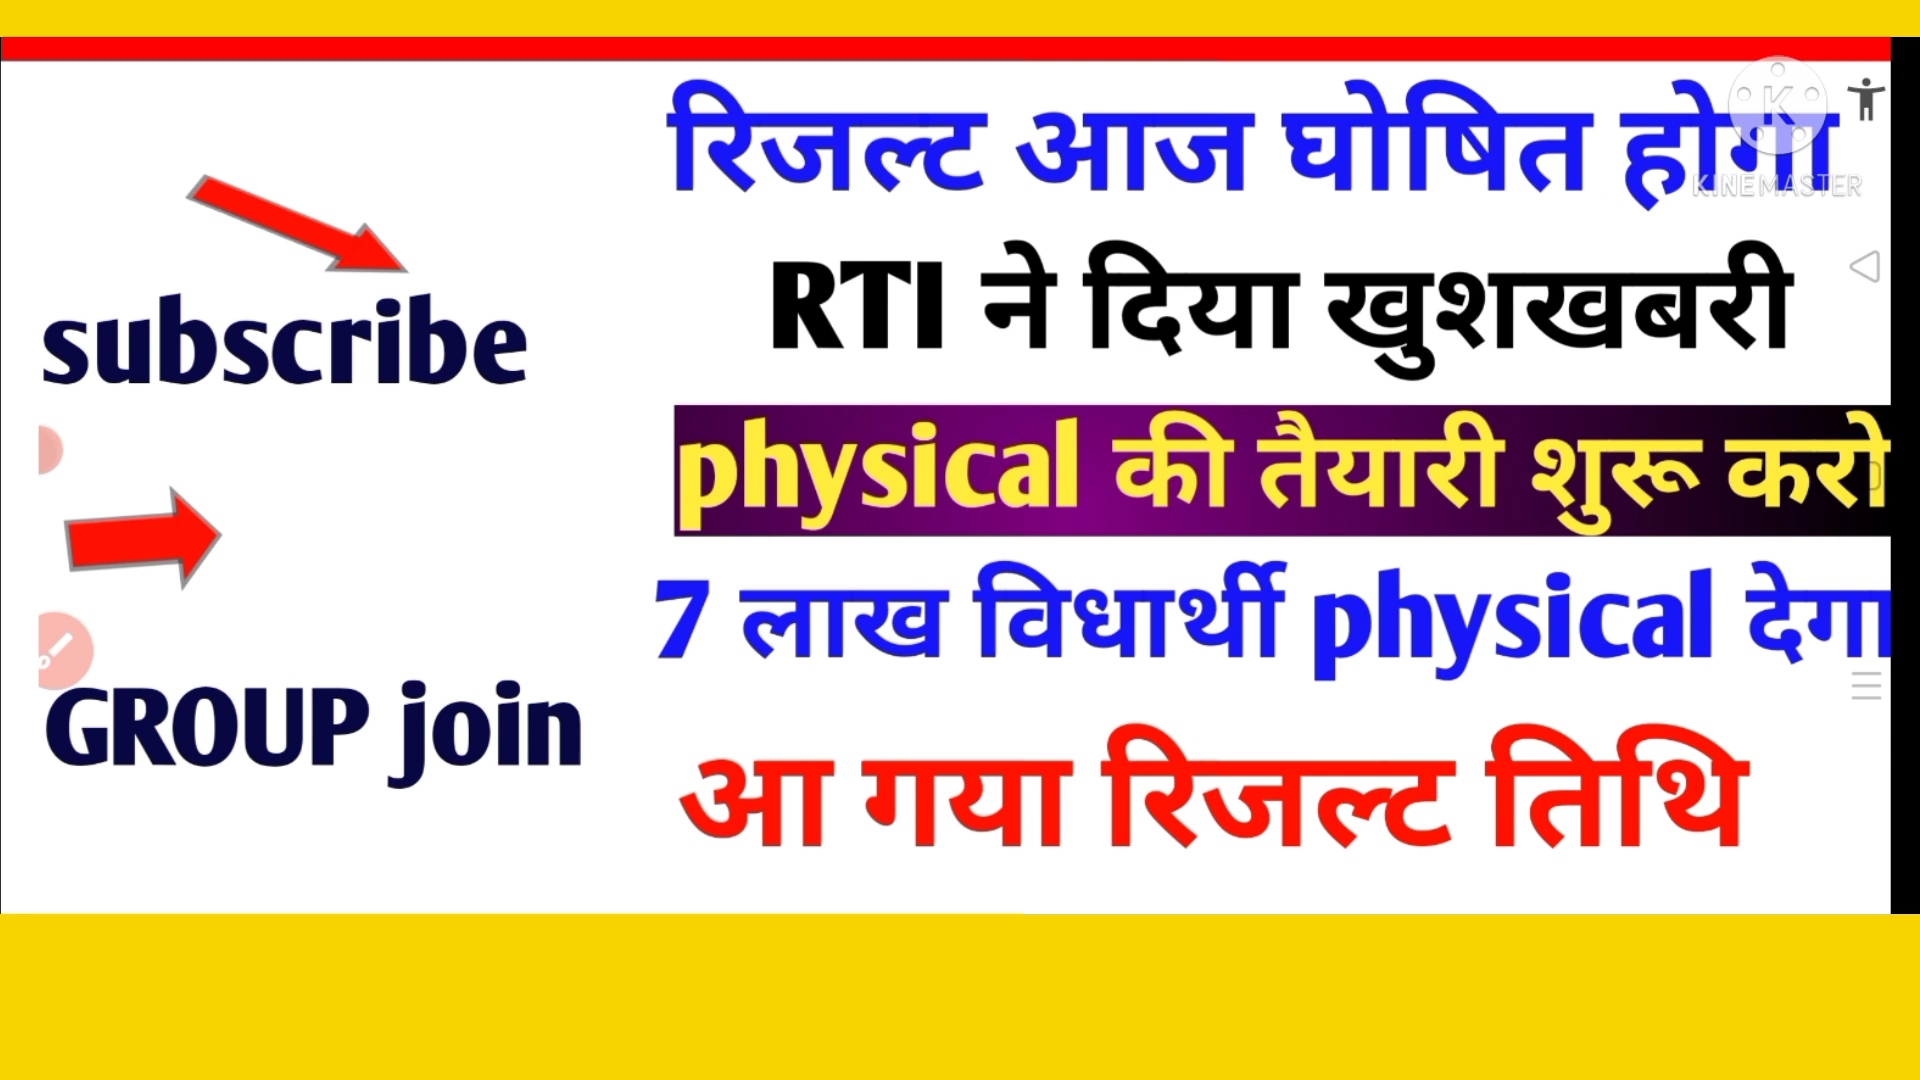 रिजल्ट आज घोषित होगा
KINEMASTER
RTI ने दिया खुशखबरी
subscribe
physical की तैयारी शुरू करो
7 लाख विधार्थी physical देगा
GROUP join
आ गया रिजल्ट तिथि